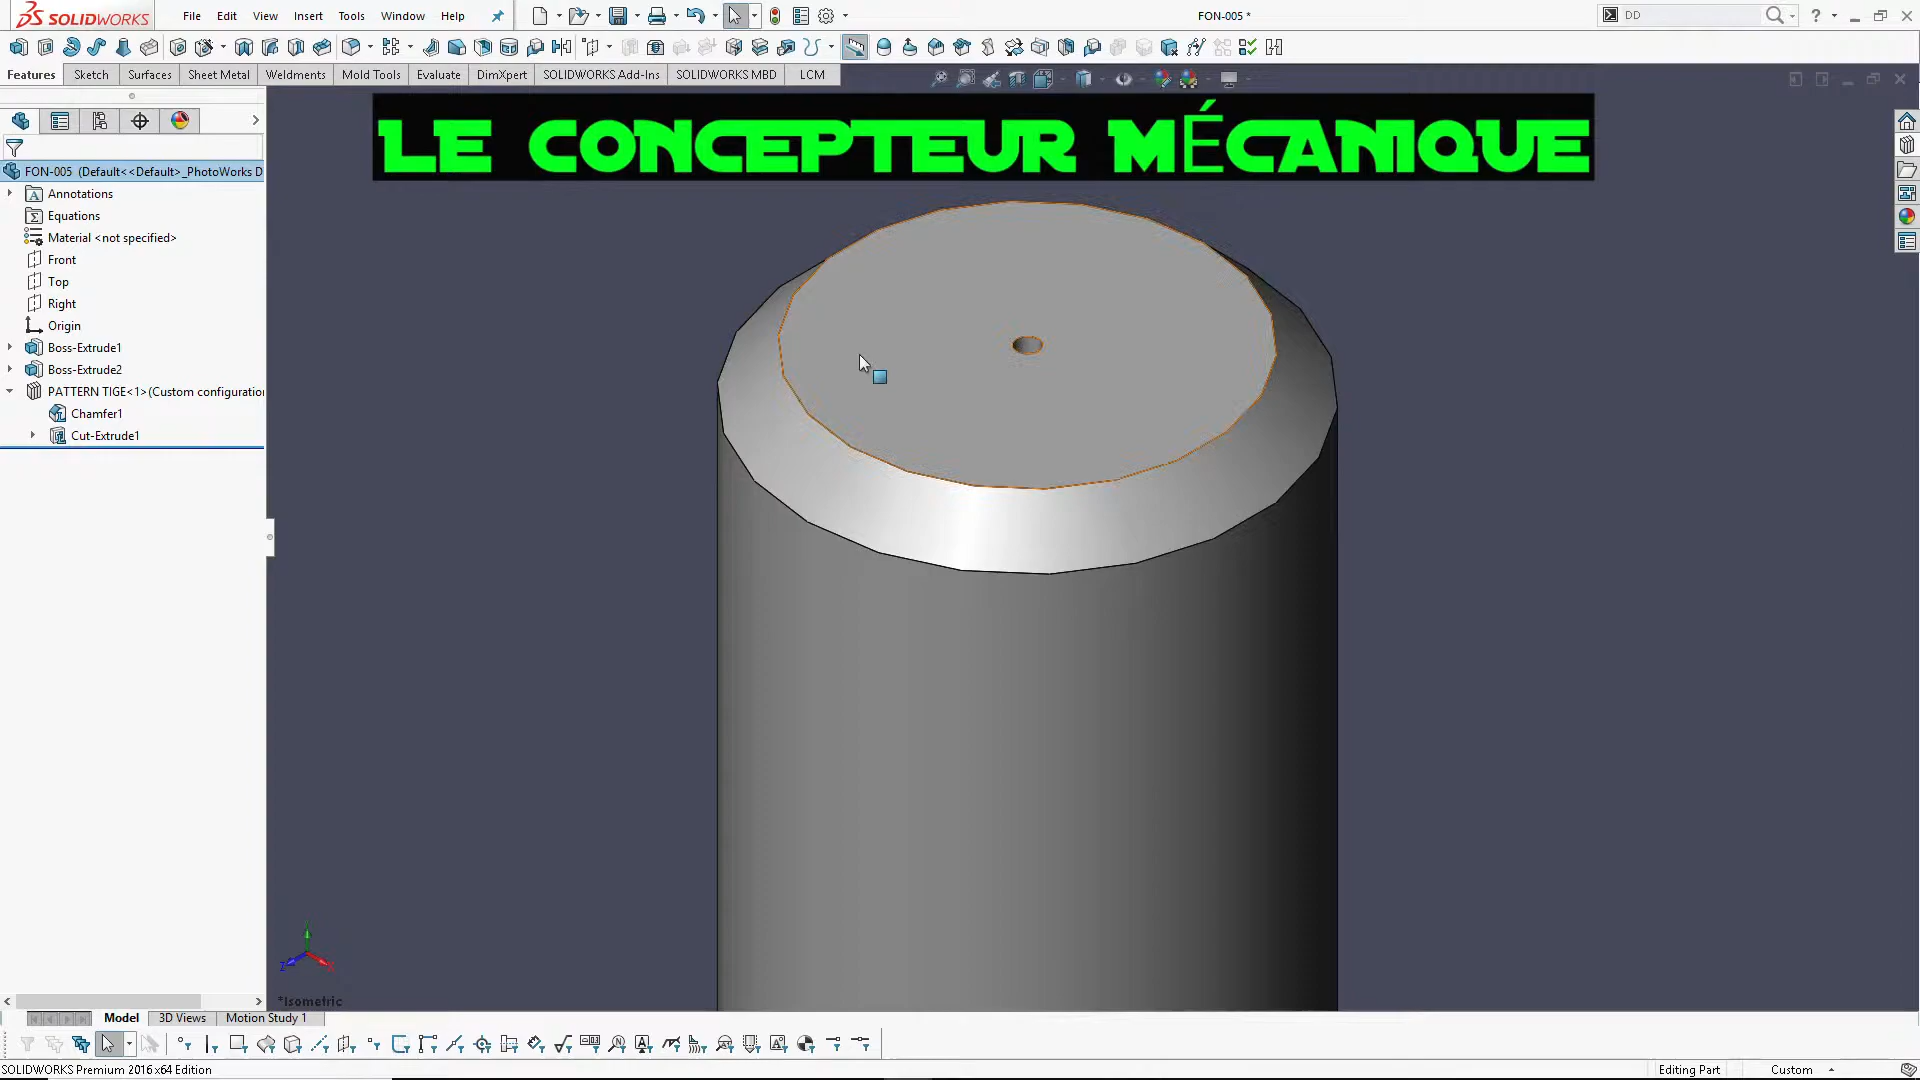 SOLIDWORKS
File Edit View Insert Tools Window Help
FON-005 *
DD
Features Sketch Surfaces Sheet Metal Weldments Mold Tools Evaluate DimXpert SOLIDWORKS Add-Ins SOLIDWORKS MBD LCM
LE CONCEPTEUR MÉCANIQUE
FON-005 (Default<<Default>_PhotoWorks D
Annotations
Equations
Material <not specified>
Front
Top
Right
Origin
Boss-Extrude1
Boss-Extrude2
PATTERN TIGE<1>(Custom configuratio
Chamfer1
Cut-Extrude1
*Isometric
Model 3D Views Motion Study 1
SOLIDWORKS Premium 2016 x64 Edition
Editing Part Custom